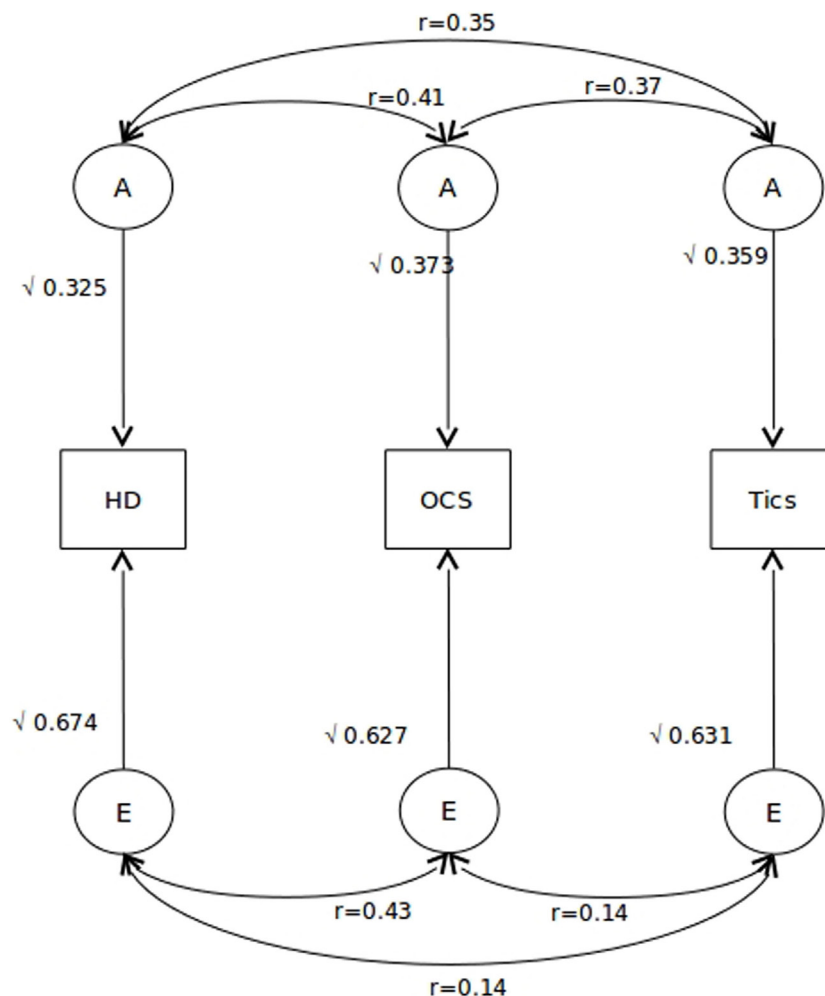 r=0.35
r=0.41
r=0.37
A
A
A
√ 0.325
√ 0.373
√ 0.359
HD
OCS
Tics
√ 0.674
√ 0.627
√ 0.631
E
E
E
r=0.43
r=0.14
r=0.14